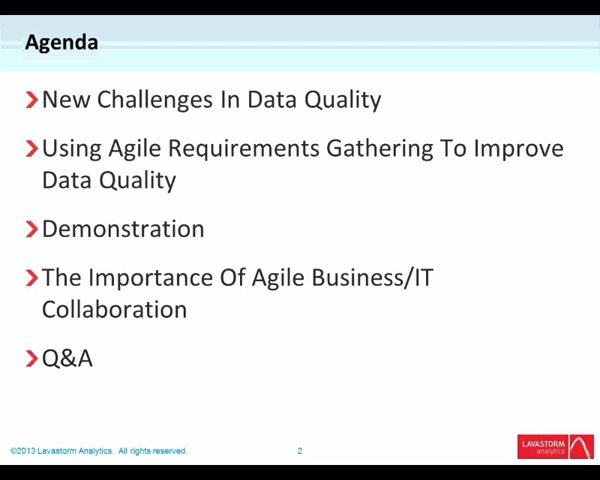 Agenda
New Challenges In Data Quality
Using Agile Requirements Gathering To Improve
Data Quality
Demonstration
The Importance Of Agile Business/IT
Collaboration
Q&A
©2013 Lavastorm Analytics. All rights reserved.
2
LAVASTORM
analytics